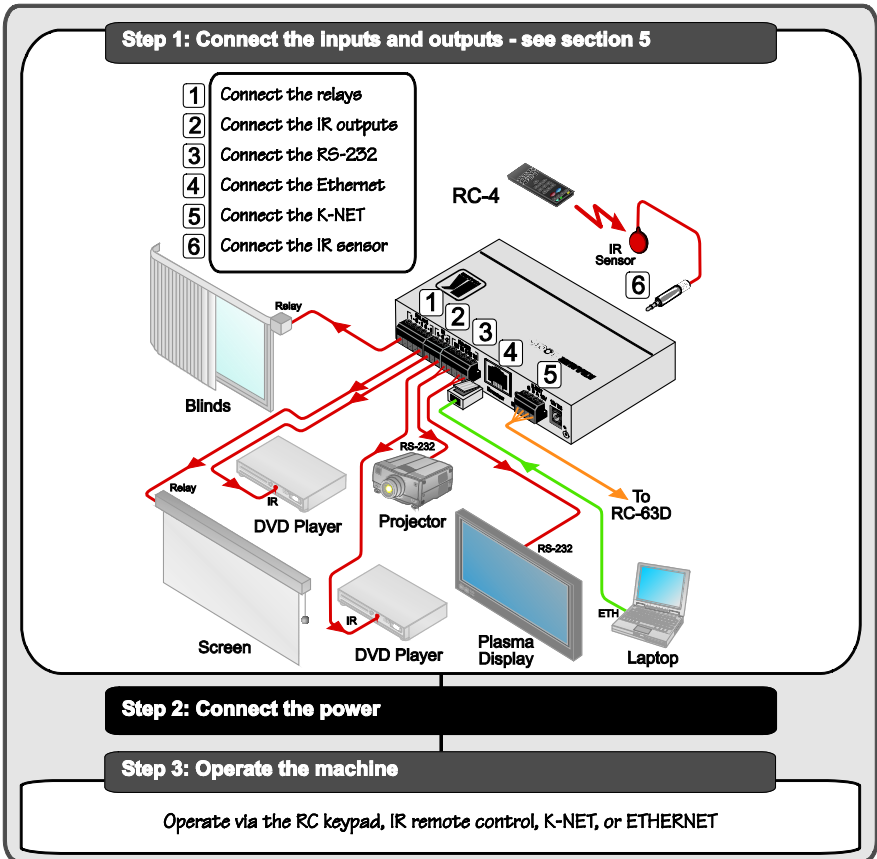 Step 1: Connect the inputs and outputs - see section 5
1 Connect the relays
2 Connect the IR outputs
3 Connect the RS-232
4 Connect the Ethernet
5 Connect the K-NET
6 Connect the IR sensor
RC-4
IR
Sensor
6
1
2
3
4
5
Relay
Blinds
Relay
IR
DVD Player
RS-232
Projector
To
RC-63D
RS-232
Screen
IR
DVD Player
Plasma
Display
ETH
Laptop
Step 2: Connect the power
Step 3: Operate the machine
Operate via the RC keypad, IR remote control, K-NET, or ETHERNET